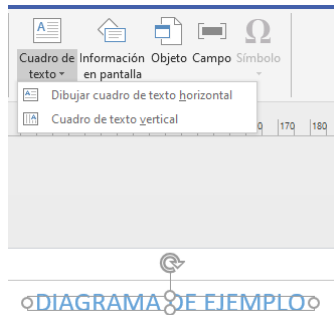 Cuadro de Información Objeto Campo Símbolo
texto en pantalla
Dibujar cuadro de texto horizontal
Cuadro de texto vertical
170 180
DIAGRAMA DE EJEMPLO